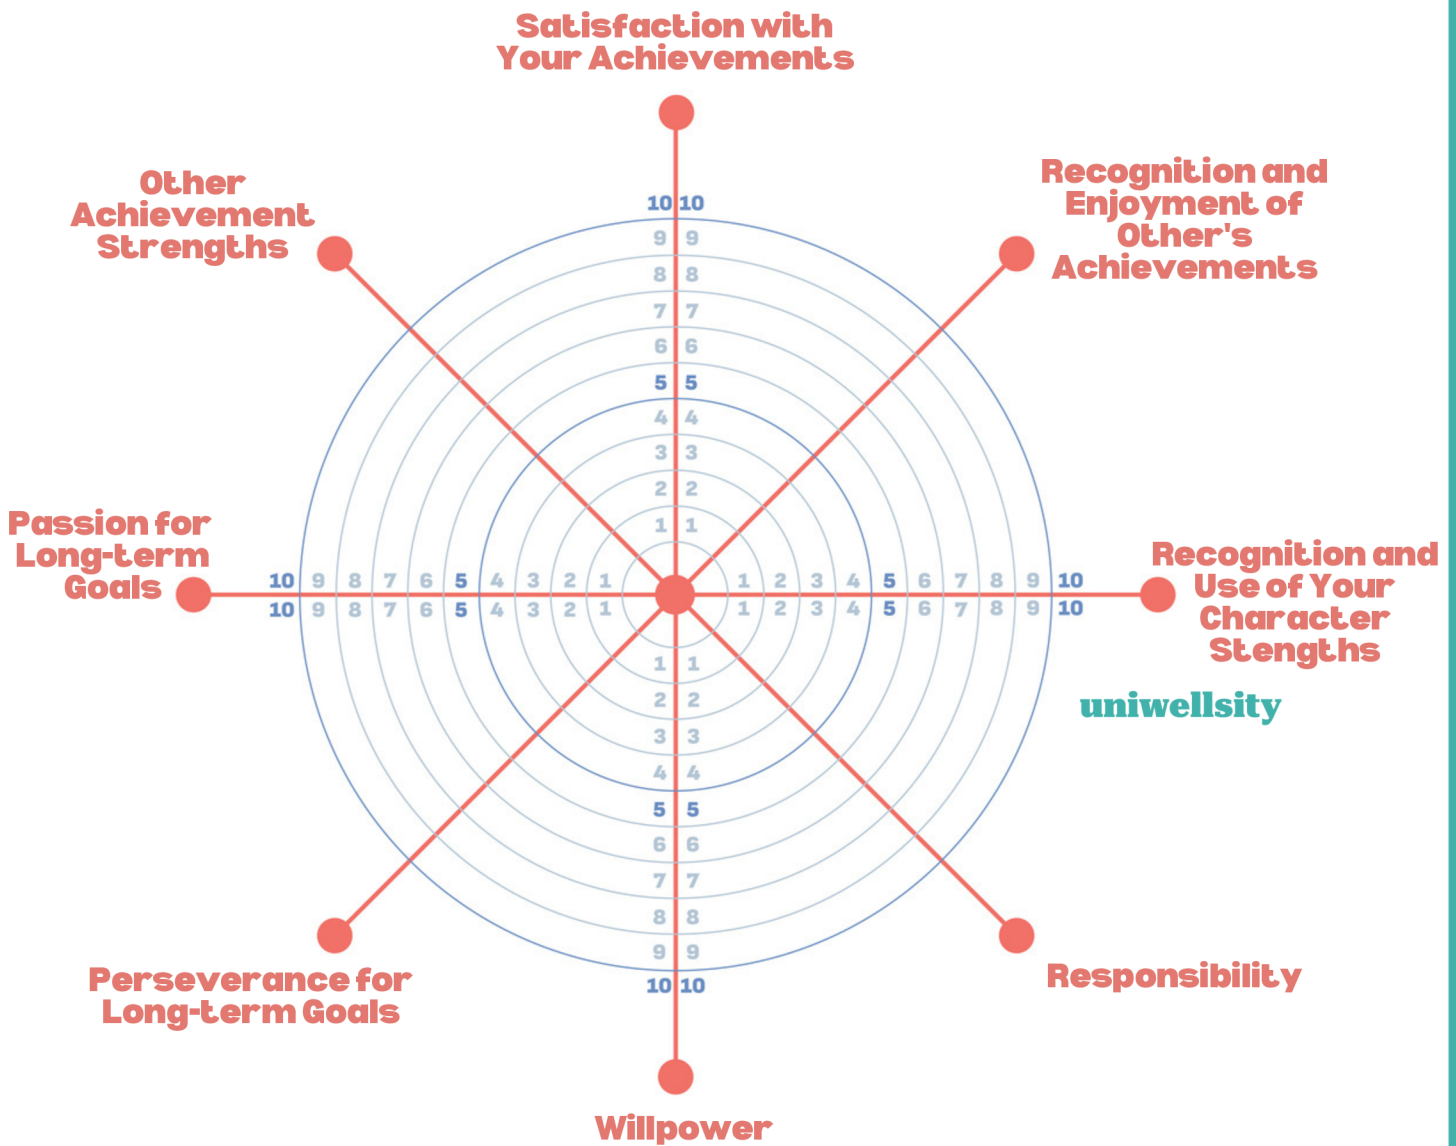 Satisfaction with
Your Achievements
Other
Achievement
Strengths
Recognition and
Enjoyment of
Other's
Achievements
10 10
9 9
8 8
7 7
6 6
5 5
4 4
3 3
2 2
1 1
Passion for
Long-term
Goals
10 9 8 7 6 5 4 3 2 1 1 2 3 4 5 6 7 8 9 10
10 9 8 7 6 5 4 3 2 1 1 2 3 4 5 6 7 8 9 10
Recognition and
Use of Your
Character
Stengths
uniwellsity
1 1
2 2
3 3
4 4
5 5
6 6
7 7
8 8
9 9
10 10
Perseverance for
Long-term Goals
Responsibility
Willpower